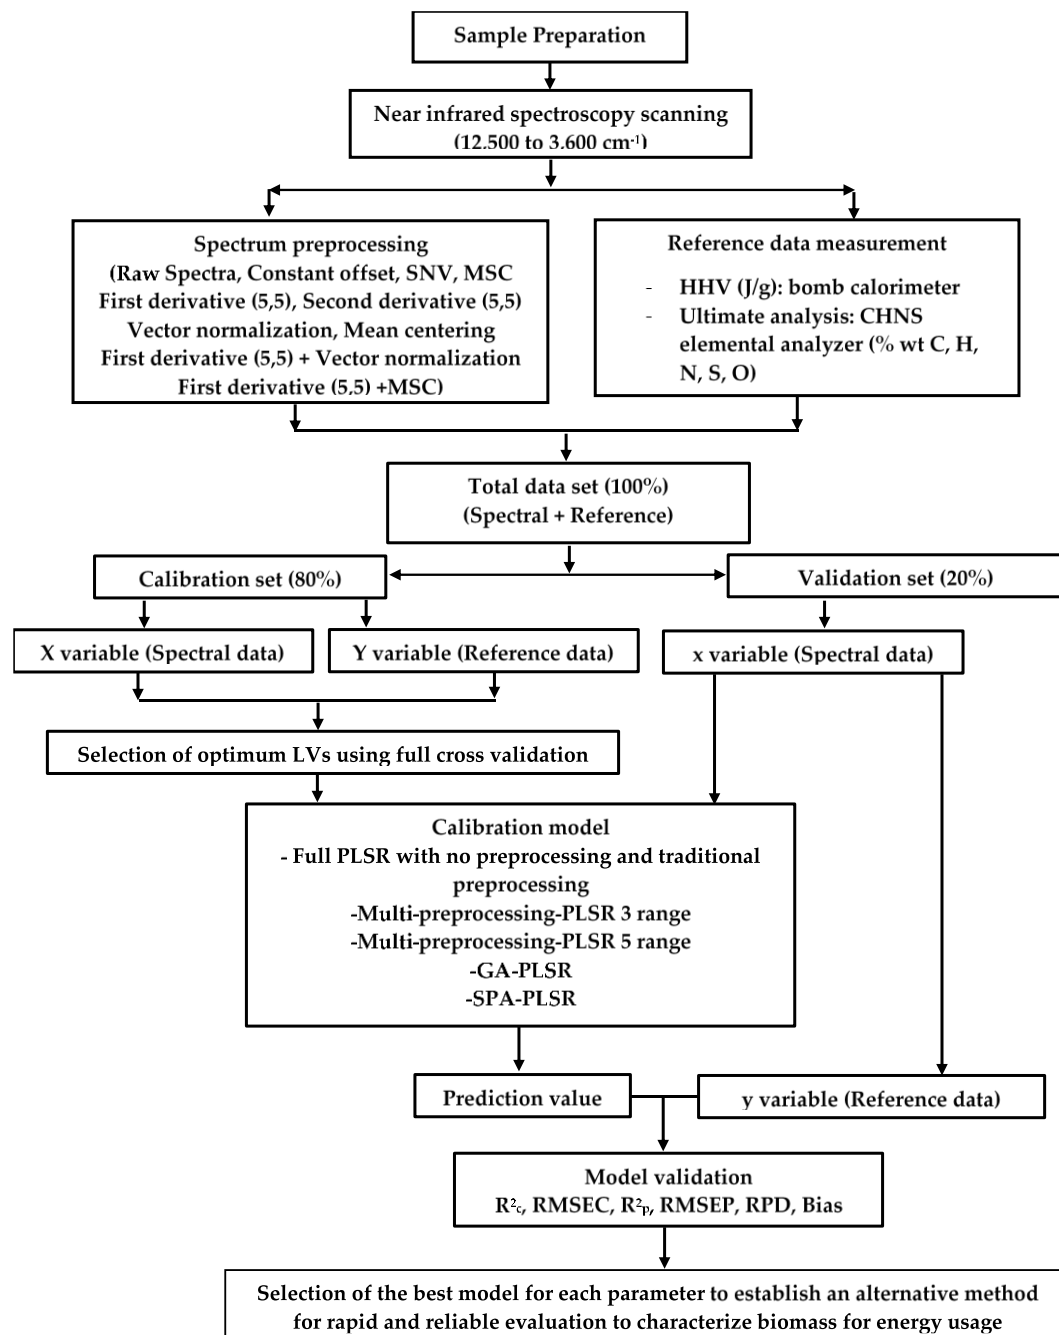 Sample Preparation
Near infrared spectroscopy scanning
(12,500 to 3,600 cm⁻¹)
Spectrum preprocessing
(Raw Spectra, Constant offset, SNV, MSC
First derivative (5,5), Second derivative (5,5)
Vector normalization, Mean centering
First derivative (5,5) + Vector normalization
First derivative (5,5) +MSC)
Reference data measurement
- HHV (J/g): bomb calorimeter
- Ultimate analysis: CHNS
elemental analyzer (% wt C, H,
N, S, O)
Total data set (100%)
(Spectral + Reference)
Calibration set (80%)
Validation set (20%)
X variable (Spectral data)
Y variable (Reference data)
x variable (Spectral data)
Selection of optimum LVs using full cross validation
Calibration model
- Full PLSR with no preprocessing and traditional
preprocessing
-Multi-preprocessing-PLSR 3 range
-Multi-preprocessing-PLSR 5 range
-GA-PLSR
-SPA-PLSR
Prediction value
y variable (Reference data)
Model validation
R²c, RMSEC, R²p, RMSEP, RPD, Bias
Selection of the best model for each parameter to establish an alternative method
for rapid and reliable evaluation to characterize biomass for energy usage